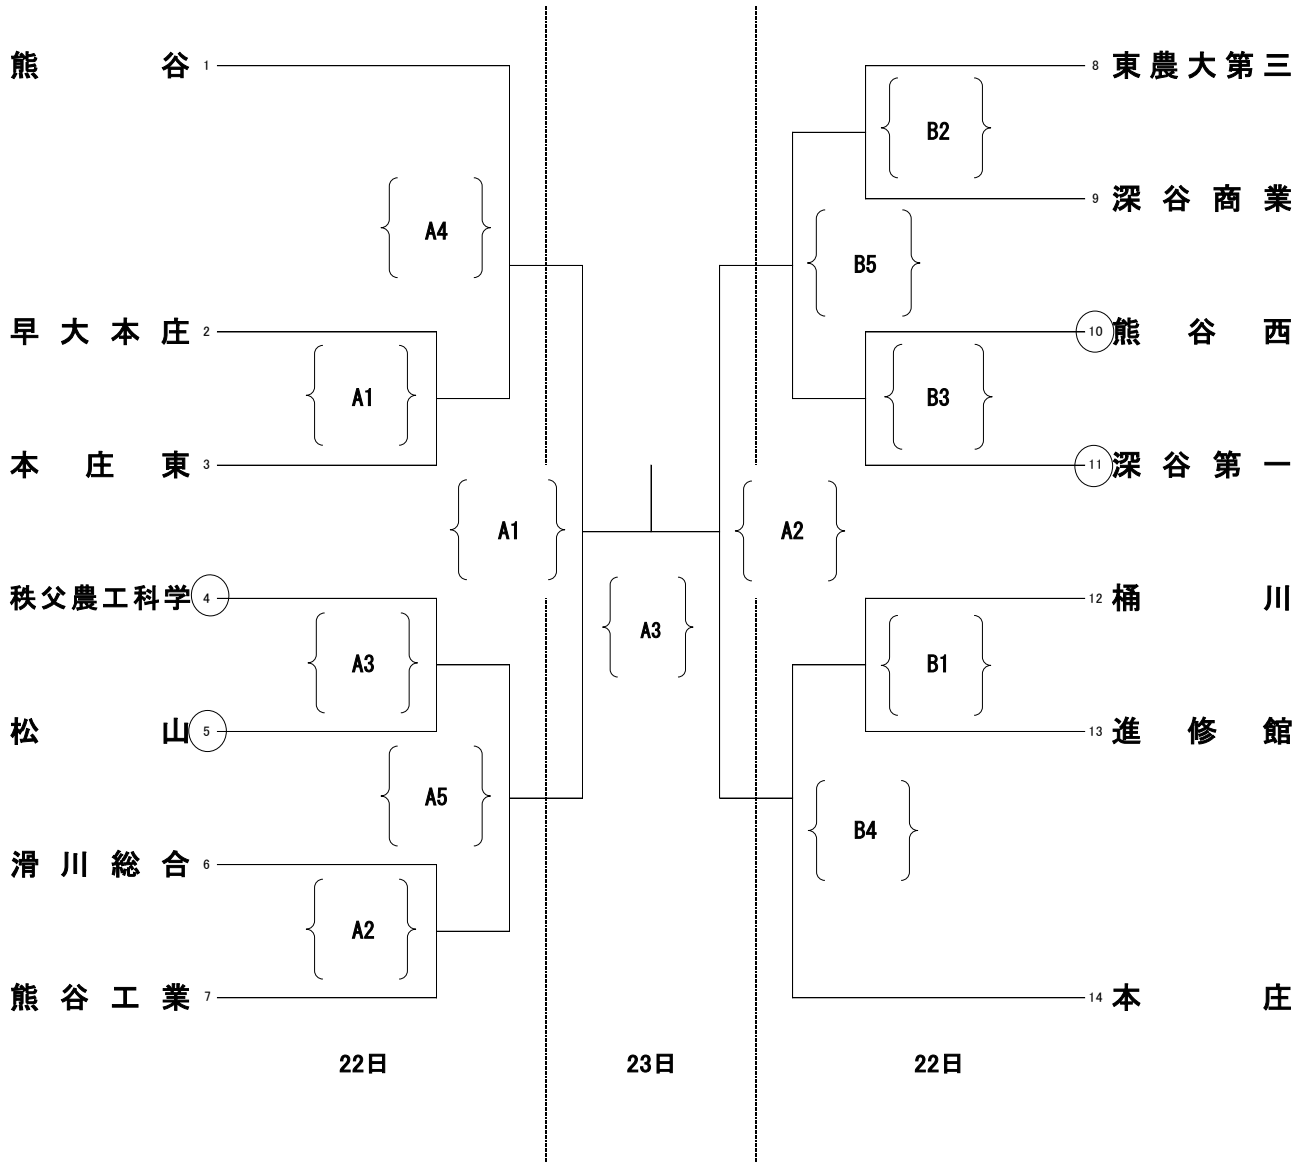 熊谷 1
8 東農大第三
B2
9 深谷商業
A4
B5
早大本庄 2
10 熊谷西
A1
B3
本庄東 3
11 深谷第一
A1
A2
秩父農工科学 4
12 桶川
A3
A3
B1
松山 5
13 進修館
A5
B4
滑川総合 6
A2
熊谷工業 7
14 本庄
22日
23日
22日